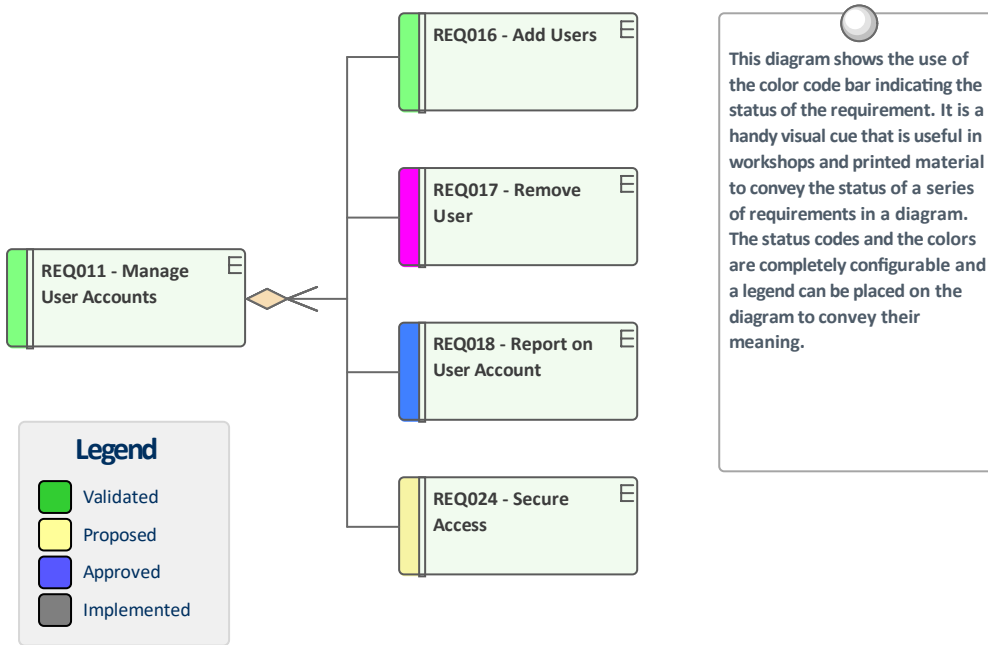 REQ016 - Add Users
REQ017 - Remove
User
REQ011 - Manage
User Accounts
REQ018 - Report on
User Account
REQ024 - Secure
Access
This diagram shows the use of
the color code bar indicating the
status of the requirement. It is a
handy visual cue that is useful in
workshops and printed material
to convey the status of a series
of requirements in a diagram.
The status codes and the colors
are completely configurable and
a legend can be placed on the
diagram to convey their
meaning.
Legend
Validated
Proposed
Approved
Implemented